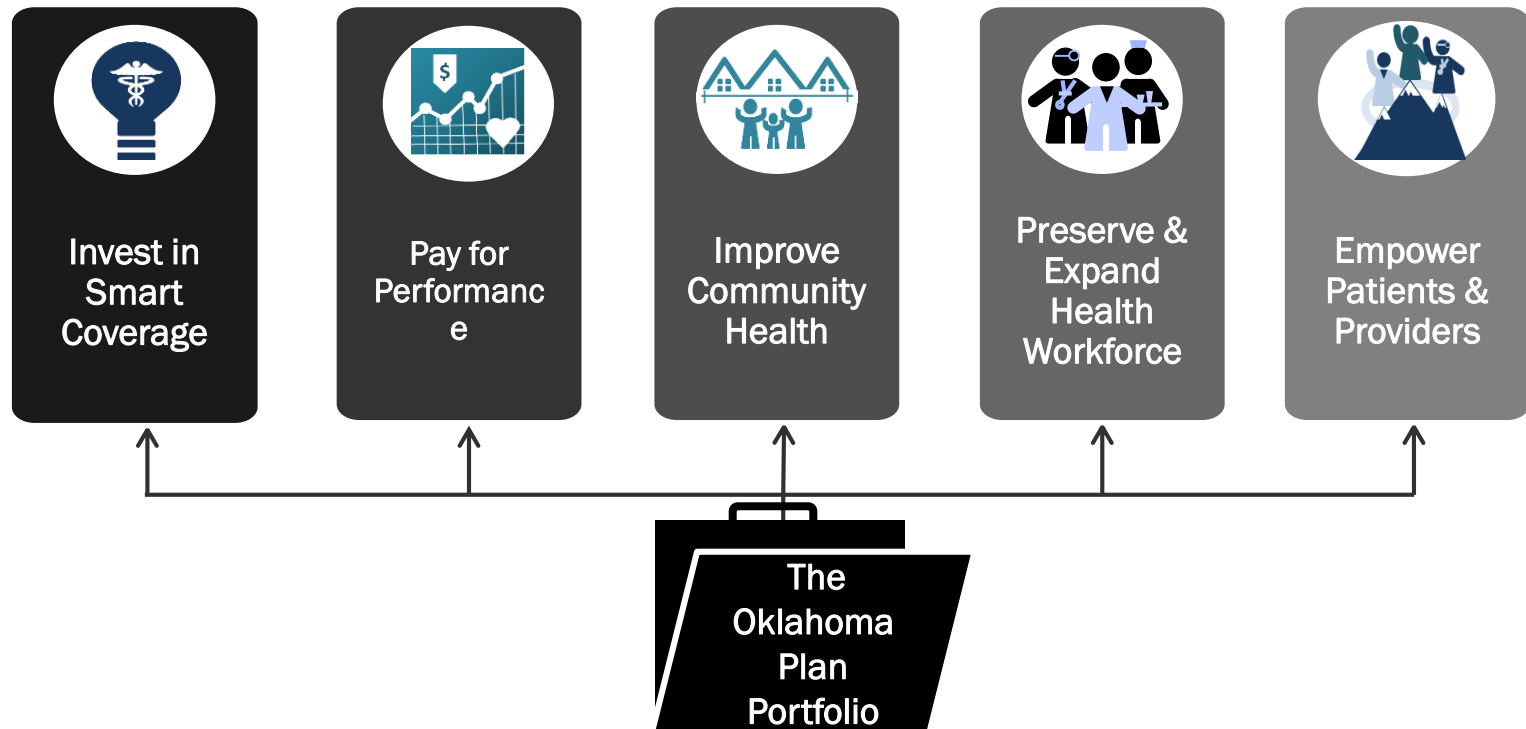 $
Invest in
Smart
Coverage
Pay for
Performanc
e
Improve
Community
Health
Preserve &
Expand
Health
Workforce
Empower
Patients &
Providers
The
Oklahoma
Plan
Portfolio